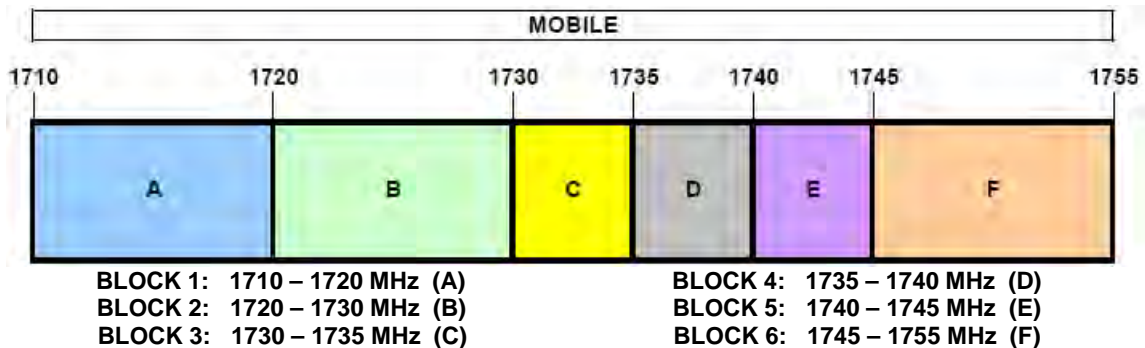 MOBILE
1710 1720 1730 1735 1740 1745 1755
A B C D E F
BLOCK 1: 1710 – 1720 MHz (A)
BLOCK 2: 1720 – 1730 MHz (B)
BLOCK 3: 1730 – 1735 MHz (C)
BLOCK 4: 1735 – 1740 MHz (D)
BLOCK 5: 1740 – 1745 MHz (E)
BLOCK 6: 1745 – 1755 MHz (F)